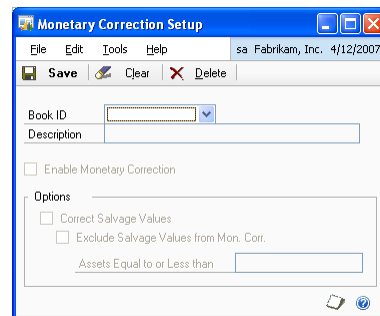 Monetary Correction Setup
File Edit Tools Help sa Fabrikam, Inc. 4/12/2007
Save Clear Delete
Book ID
Description
Enable Monetary Correction
Options
Correct Salvage Values
Exclude Salvage Values from Mon. Corr.
Assets Equal to or Less than